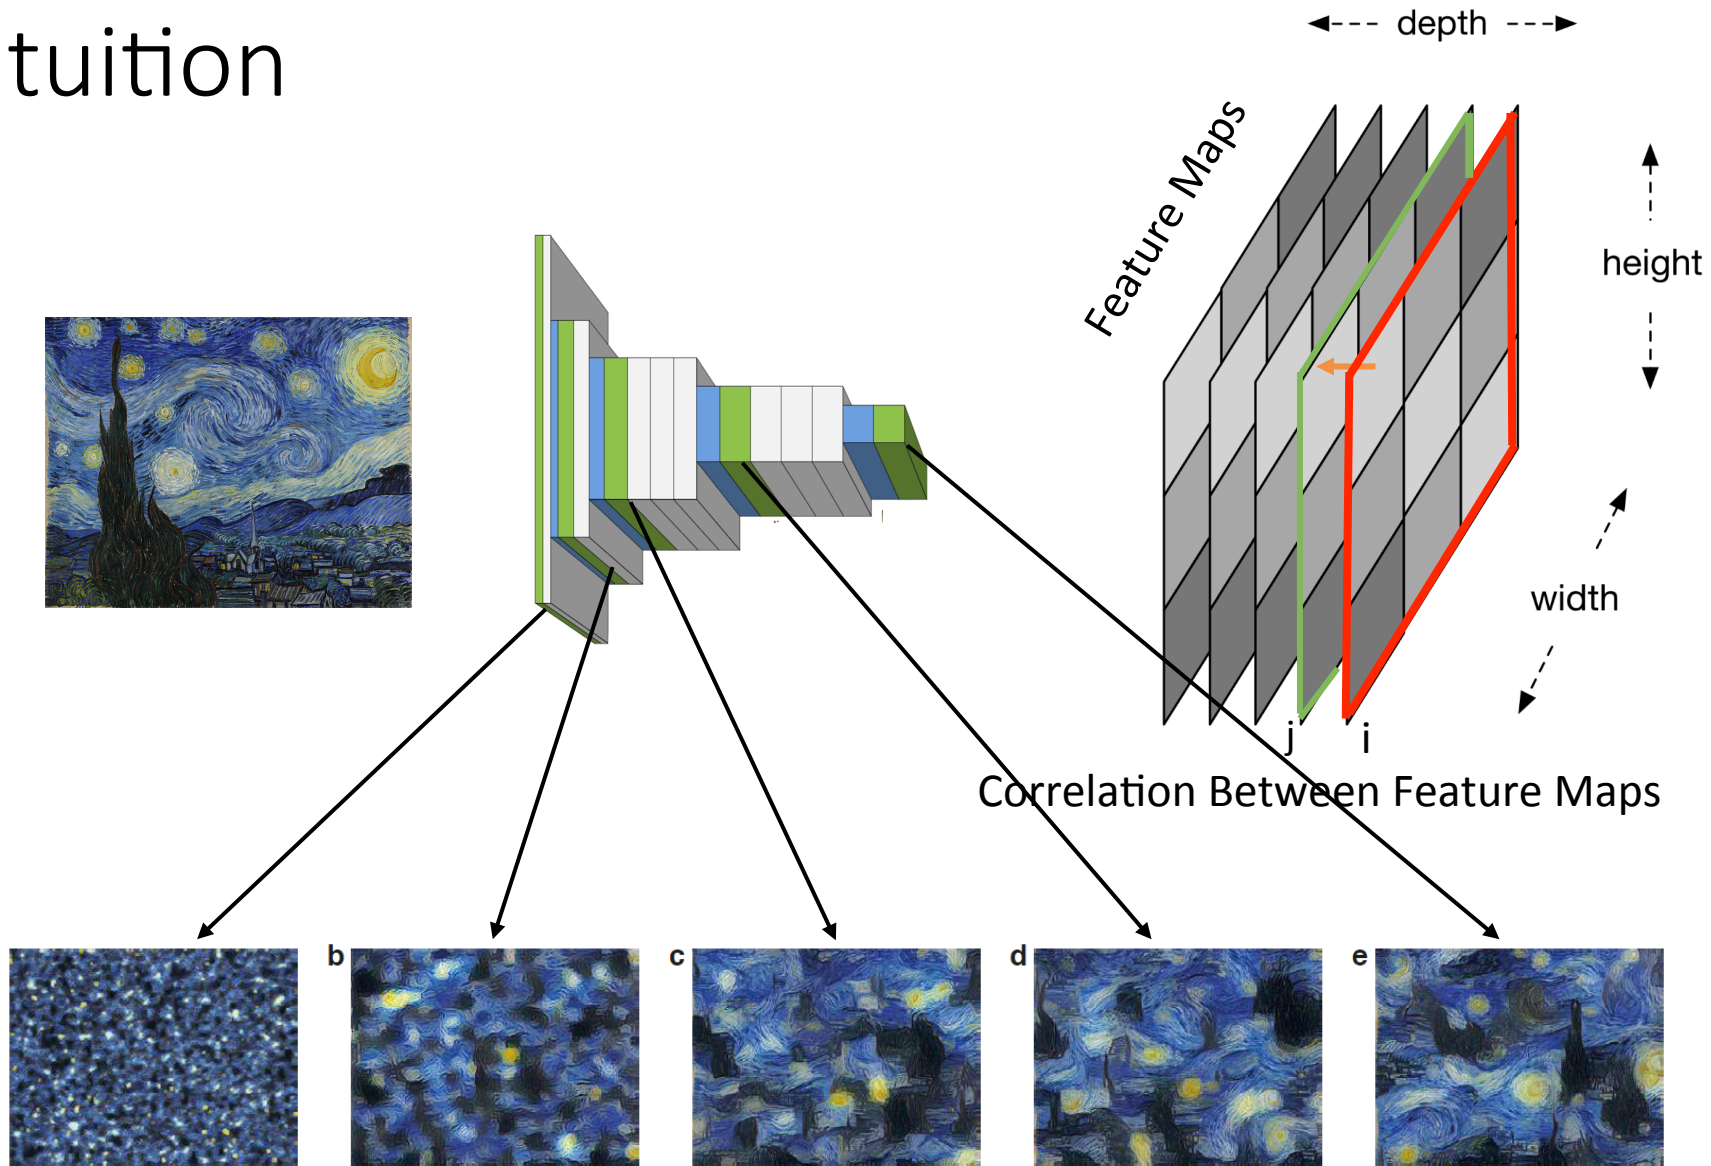 tuition
depth
Feature Maps
height
width
j
i
Correlation Between Feature Maps
b
c
d
e